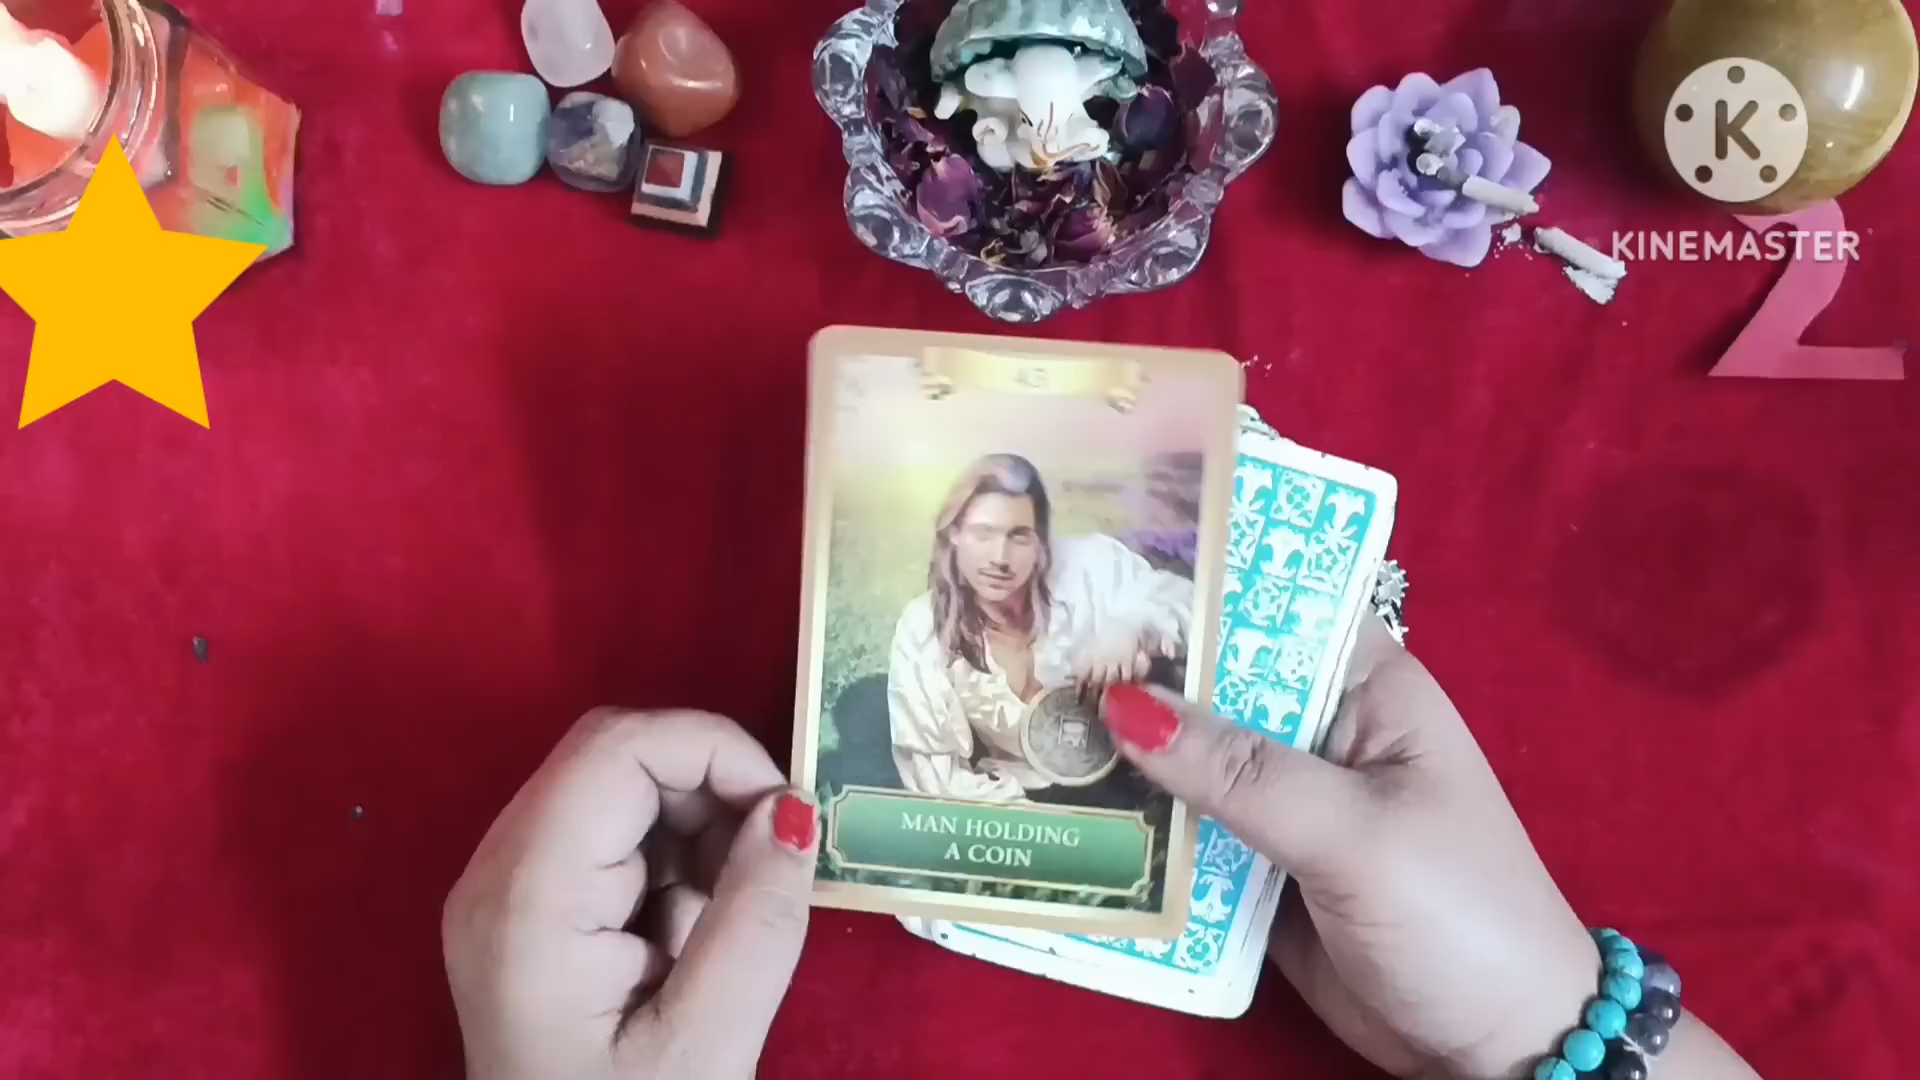 K
KINEMASTER
2
MAN HOLDING
A COIN